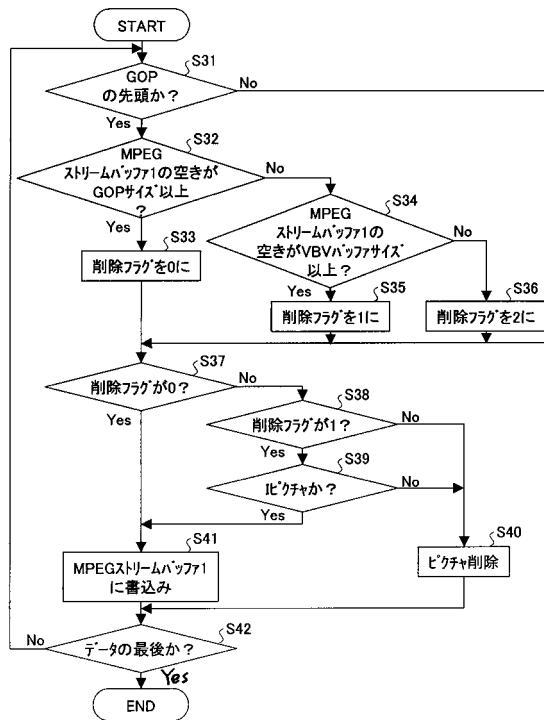 START
S31
GOP
の先頭か？
No
Yes
S32
MPEG
ストリームバッファ1の空きが
GOPサイズ以上
？
No
Yes
S33
削除フラグを0に
S34
MPEG
ストリームバッファ1の
空きがVBVバッファサイズ
以上？
No
Yes
S35
削除フラグを1に
S36
削除フラグを2に
S37
削除フラグが0？
No
Yes
S38
削除フラグが1？
No
Yes
S39
Iピクチャか？
No
Yes
S40
ピクチャ削除
S41
MPEGストリームバッファ1
に書込み
S42
データの最後か？
No
Yes
END